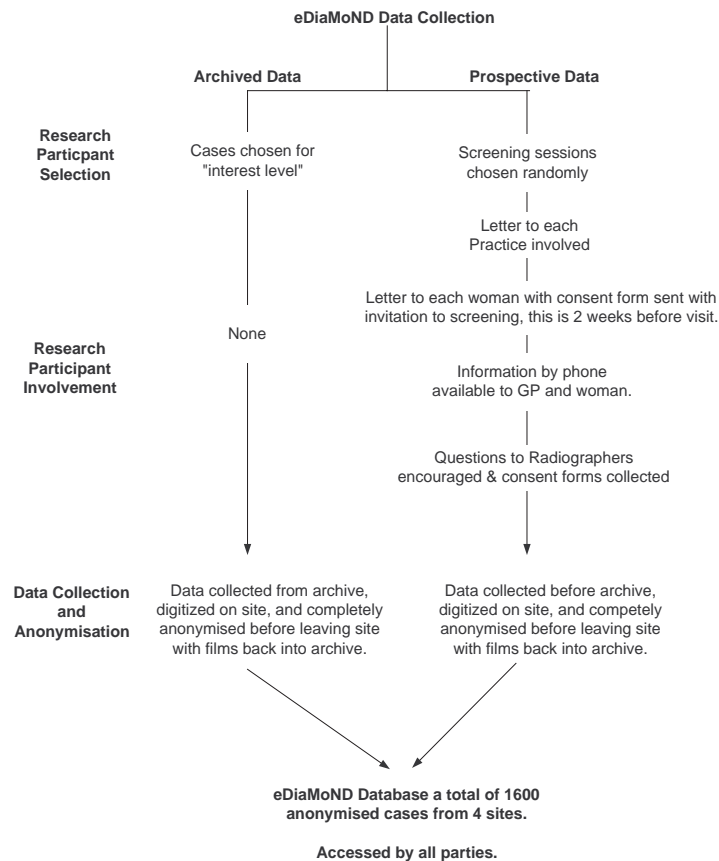 eDiaMoND Data Collection
Archived Data
Prospective Data
Research
Particpant
Selection
Cases chosen for
"interest level"
Screening sessions
chosen randomly
Letter to each
Practice involved
Letter to each woman with consent form sent with
invitation to screening, this is 2 weeks before visit.
Research
Participant
Involvement
None
Information by phone
available to GP and woman.
Questions to Radiographers
encouraged & consent forms collected
Data Collection
and
Anonymisation
Data collected from archive,
digitized on site, and completely
anonymised before leaving site
with films back into archive.
Data collected before archive,
digitized on site, and competely
anonymised before leaving site
with films back into archive.
eDiaMoND Database a total of 1600
anonymised cases from 4 sites.
Accessed by all parties.